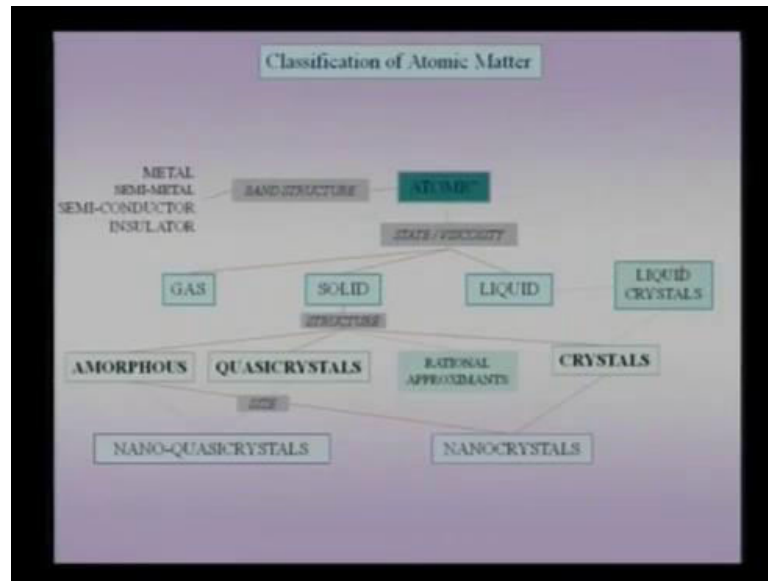 Classification of Atomic Matter
METAL
SEMI-METAL
SEMI-CONDUCTOR
INSULATOR
BAND STRUCTURE
ATOMIC
STATE / VISCOSITY
GAS
SOLID
LIQUID
LIQUID
CRYSTALS
STRUCTURE
AMORPHOUS
QUASICRYSTALS
RATIONAL
APPROXIMANTS
CRYSTALS
SIZE
NANO-QUASICRYSTALS
NANOCRYSTALS